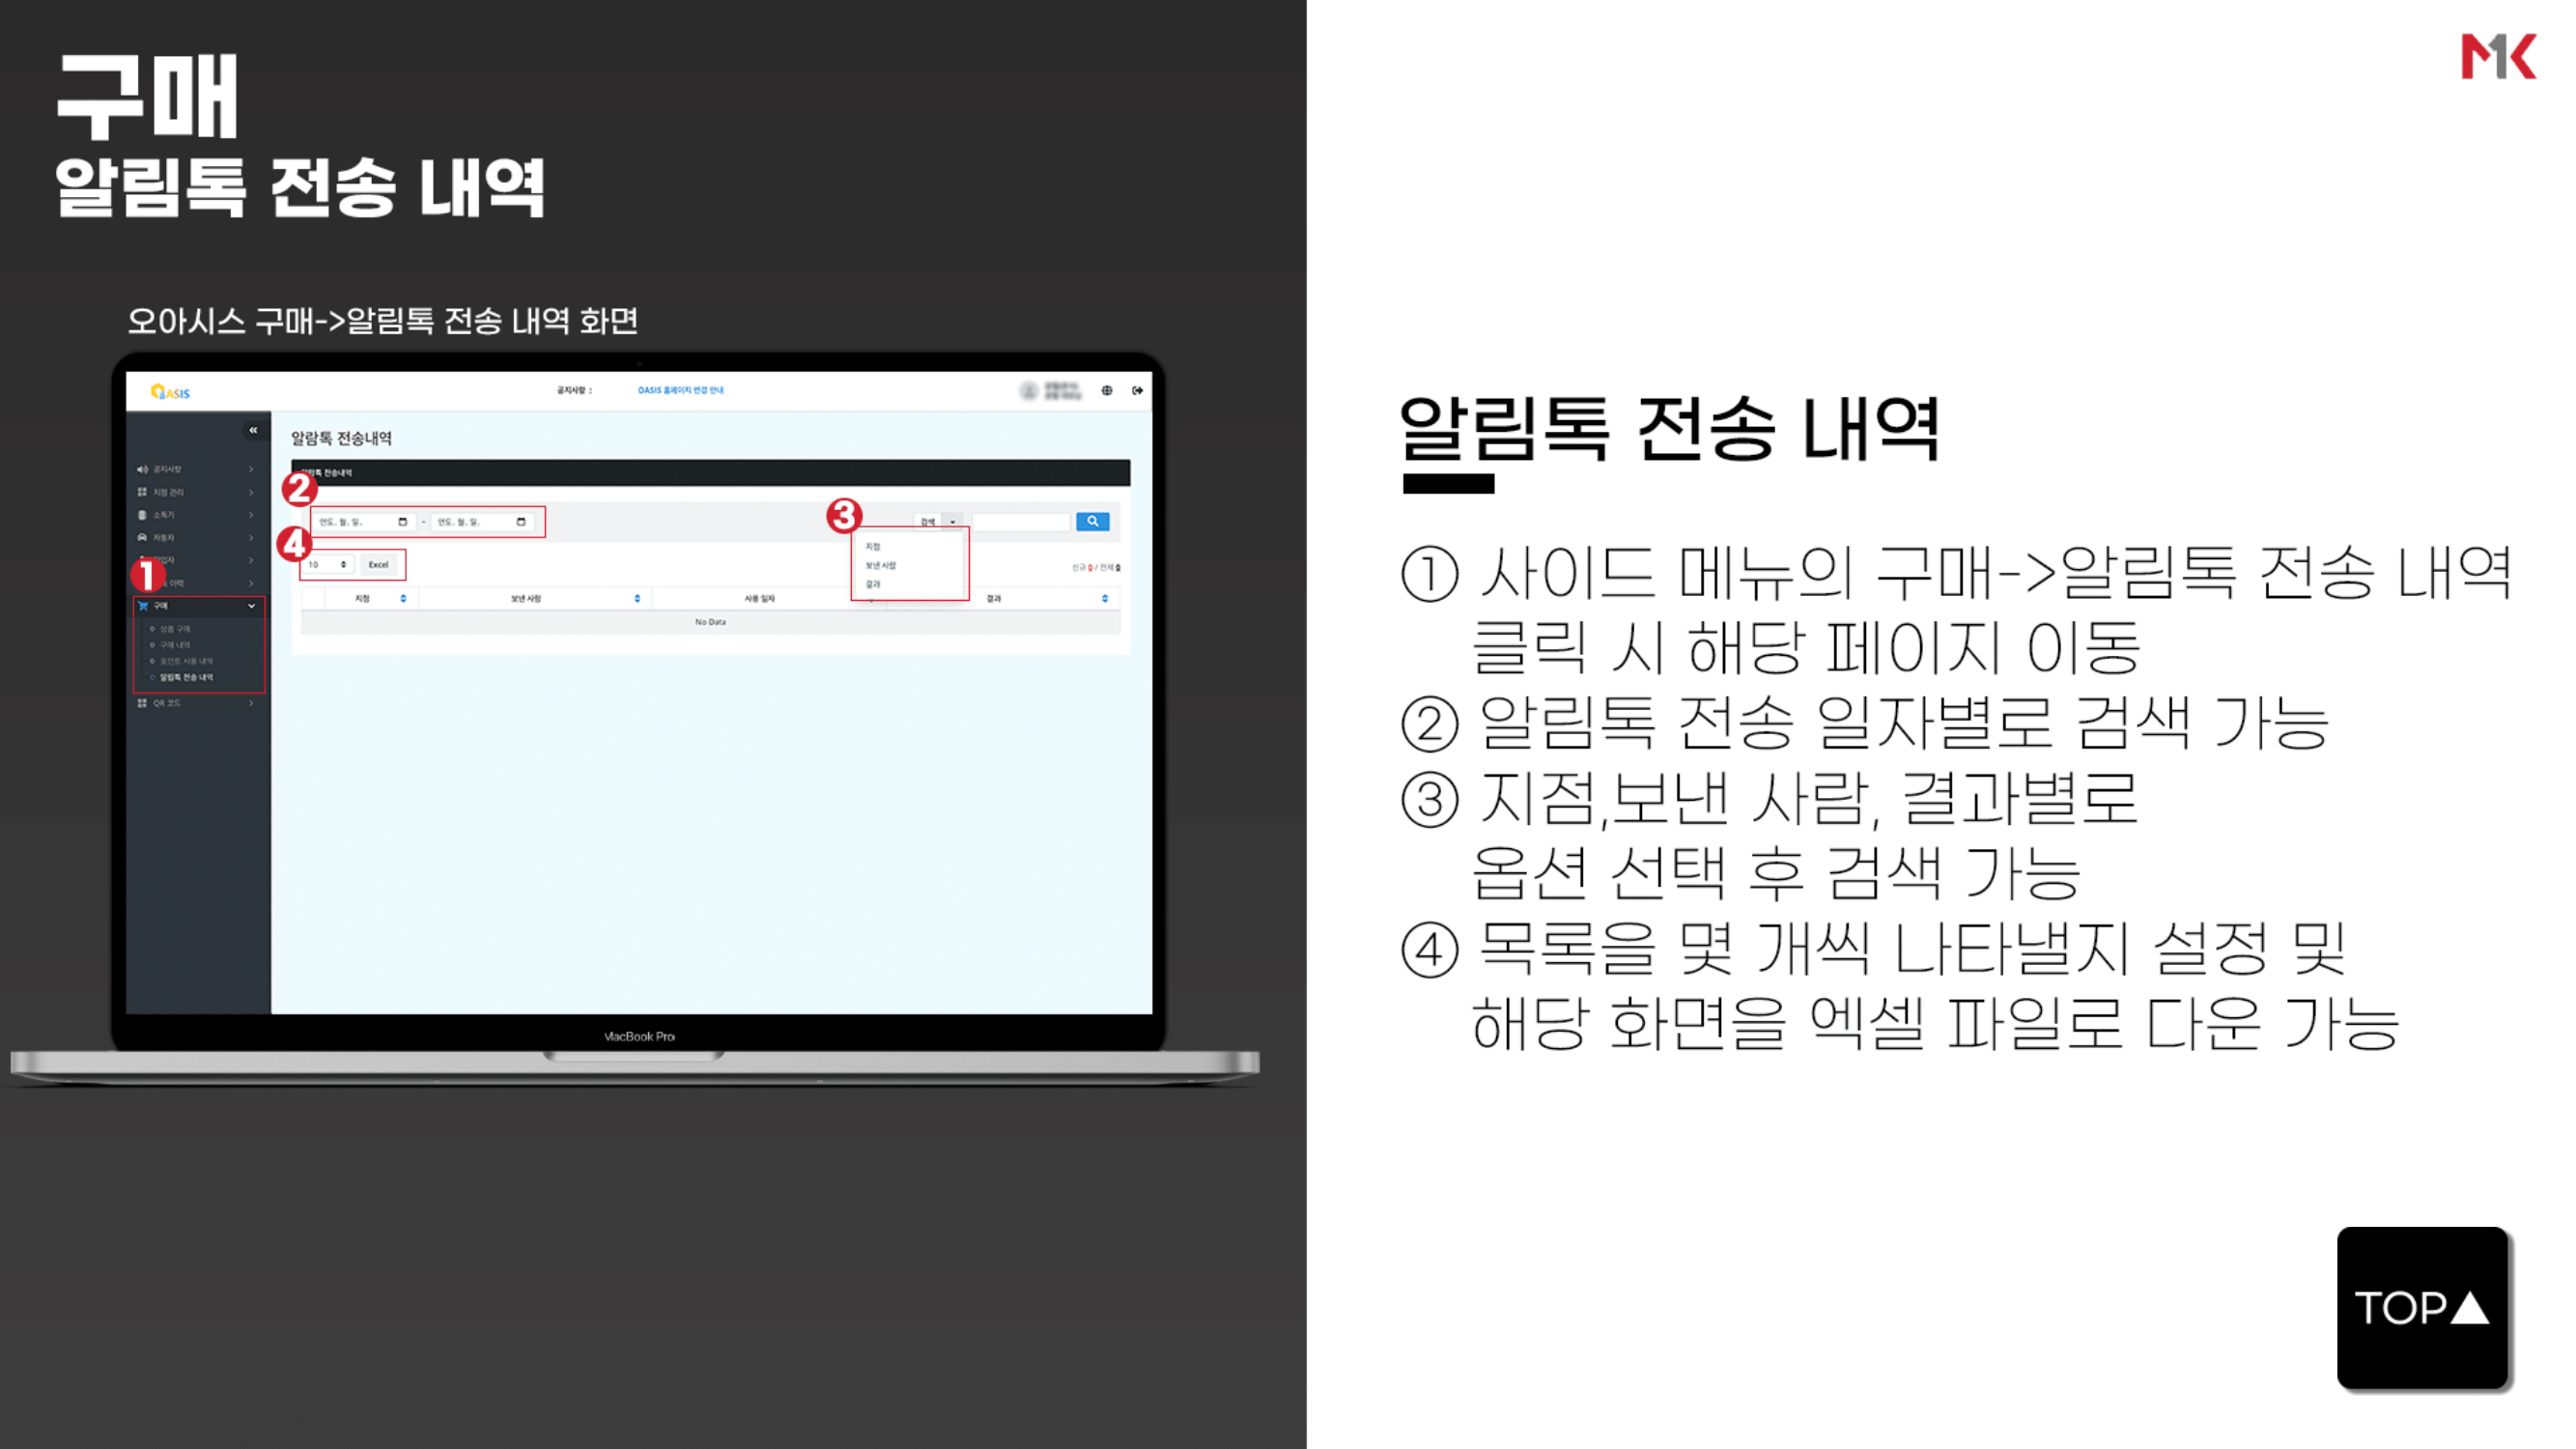 구매
알림톡 전송 내역
오아시스 구매->알림톡 전송 내역 화면
OASIS
공지사항 :
OASIS 홈페이지 변경 안내
공지사항
지점 관리
소독기
자동차
이력
구매
상품 구매
구매 내역
포인트 사용 내역
알림톡 전송 내역
QR 코드
알람톡 전송내역
전송내역
2
연도. 월. 일. - 연도. 월. 일.
3
검색
지점
보낸 사람
결과
4
10
Excel
신규 0 / 전체 0
1
지점 보낸 사람 사용 일자 결과
No Data
MacBook Pro
M1K
알림톡 전송 내역
① 사이드 메뉴의 구매->알림톡 전송 내역
클릭 시 해당 페이지 이동
② 알림톡 전송 일자별로 검색 가능
③ 지점,보낸 사람, 결과별로
옵션 선택 후 검색 가능
④ 목록을 몇 개씩 나타낼지 설정 및
해당 화면을 엑셀 파일로 다운 가능
TOP▲